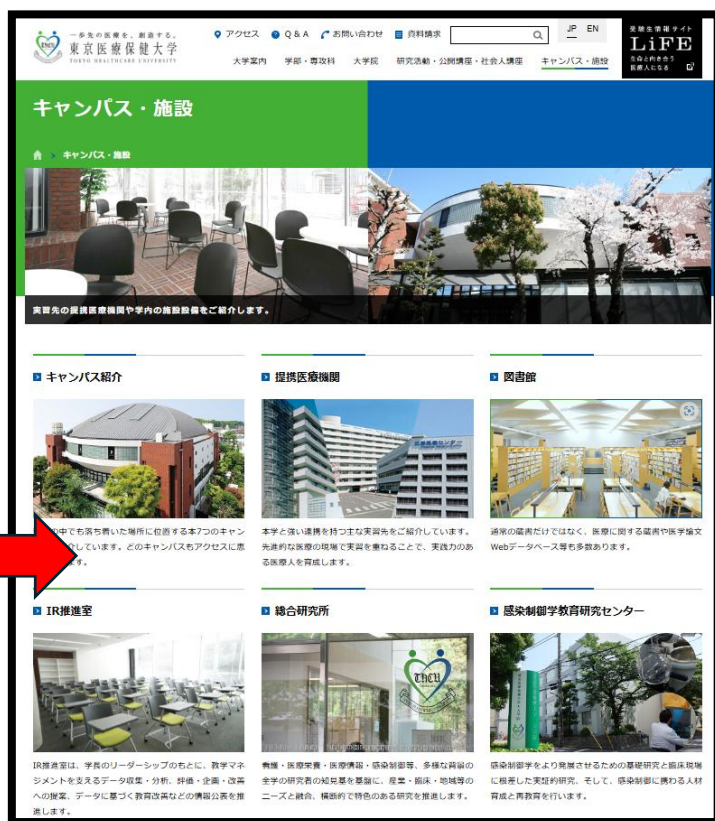 一歩先の医療を、創造する。
東京医療保健大学
TOKYO HEALTHCARE UNIVERSITY
アクセス Q & A お問い合わせ 資料請求 JP EN
大学案内 学部・専攻科 大学院 研究活動・公開講座・社会人講座 キャンパス・施設
受験生情報サイト
LiFE
生命と向き合う
医療人になる
キャンパス・施設
キャンパス・施設
実習先の提携医療機関や学内の施設設備をご紹介します。
キャンパス紹介
の中でも落ち着いた場所に位置する本7つのキャン
介しています。どのキャンパスもアクセスに恵
ます。
提携医療機関
医療センター
本学と強い連携を持つ主な実習先をご紹介しています。
先進的な医療の現場で実習を重ねることで、実践力のあ
る医療人を育成します。
図書館
通常の蔵書だけではなく、医療に関する蔵書や医学論文
Webデータベース等も多数あります。
IR推進室
IR推進室は、学長のリーダーシップのもとに、教学マネ
ジメントを支えるデータ収集・分析、評価・企画・改善
への提案、データに基づく教育改善などの情報公表を推
進します。
総合研究所
THCU
看護・医療栄養・医療情報・感染制御等、多様な背景の
全学の研究者の知見基を基盤に、産業・臨床・地域等の
ニーズと融合、横断的で特色のある研究を推進します。
感染制御学教育研究センター
感染制御学をより発展させるための基礎研究と臨床現場
に根差した実証的研究、そして、感染制御に携わる人材
育成と再教育を行います。